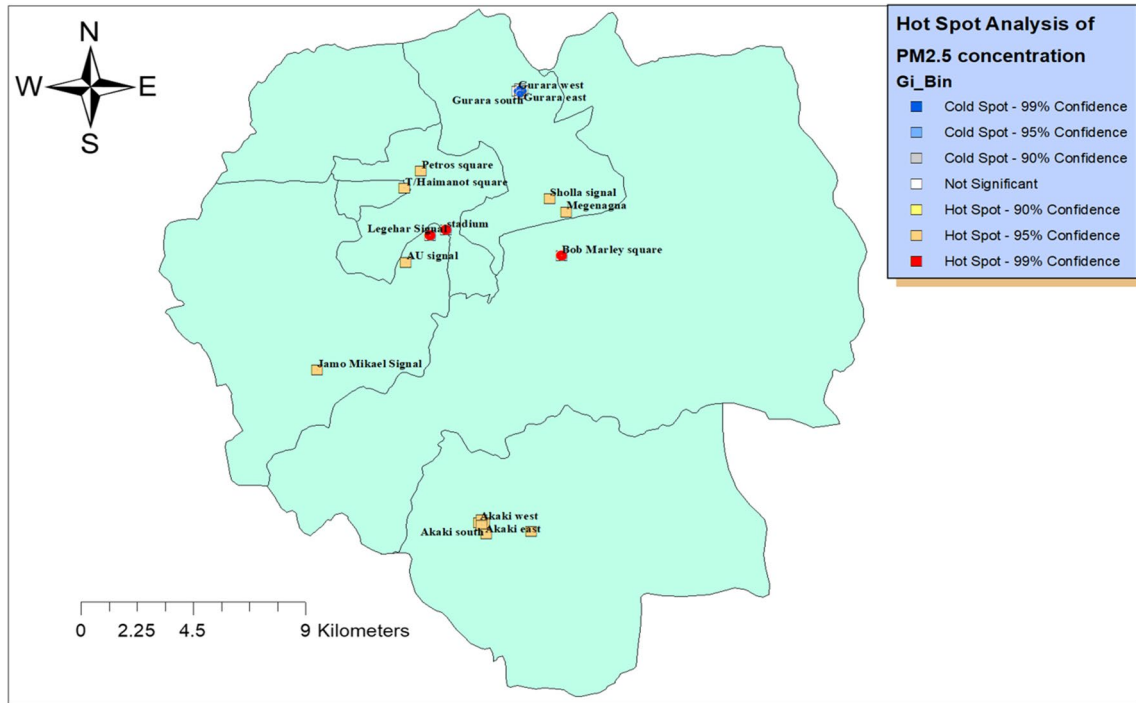 N
W
E
S
Hot Spot Analysis of
PM2.5 concentration
Gi_Bin
Cold Spot - 99% Confidence
Cold Spot - 95% Confidence
Cold Spot - 90% Confidence
Not Significant
Hot Spot - 90% Confidence
Hot Spot - 95% Confidence
Hot Spot - 99% Confidence
Gurara west
Gurara south
Gurara east
Petros square
T/Haimanot square
Sholla signal
Megenagna
Legehar Signal
stadium
Bob Marley square
AU signal
Jamo Mikael Signal
Akaki west
Akaki south
Akaki east
0 2.25 4.5 9 Kilometers